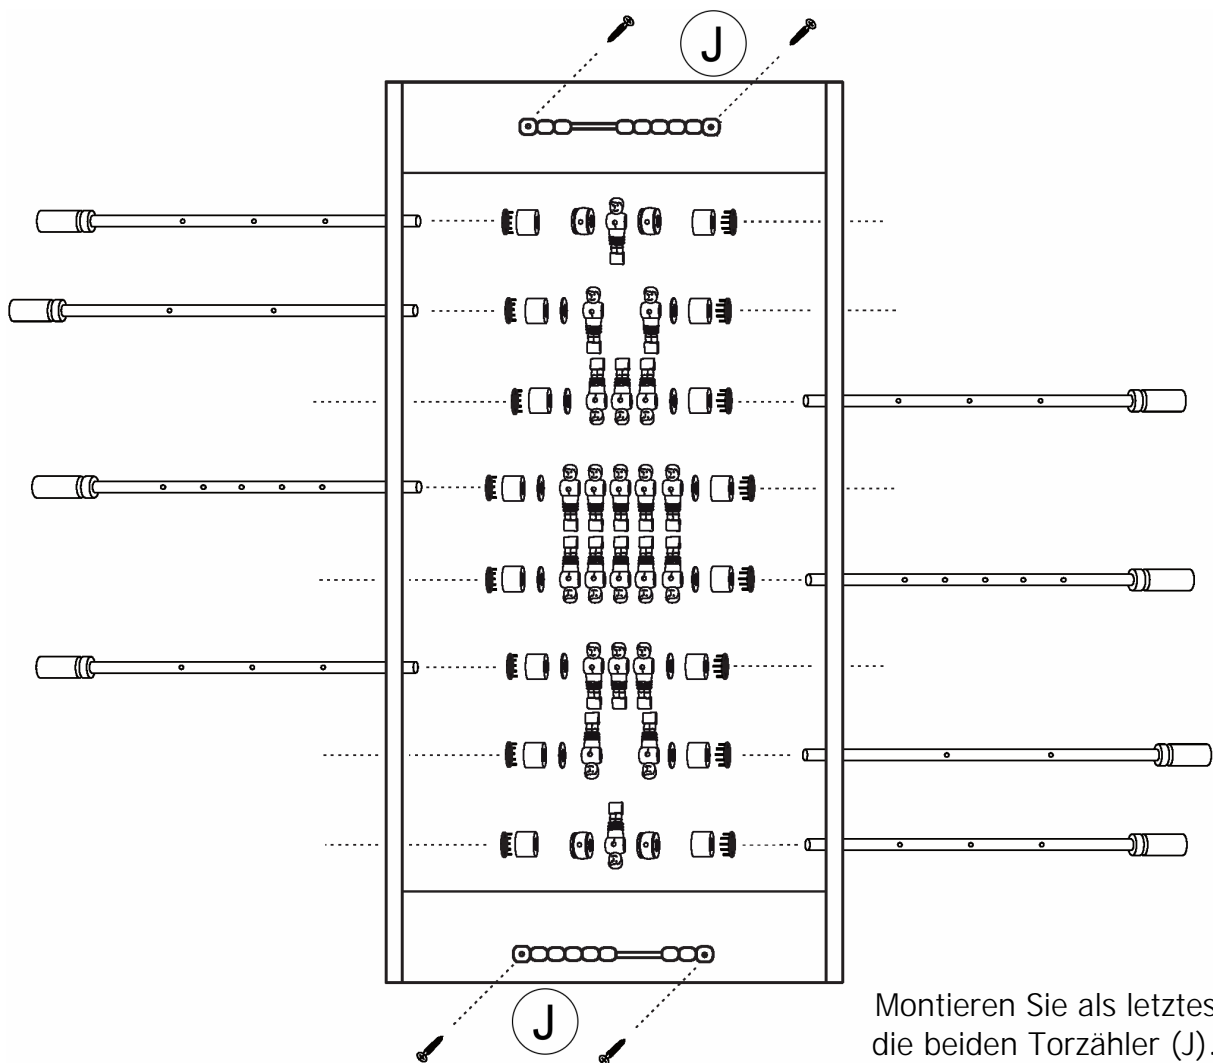 J
J
Montieren Sie als letztes
die beiden Torzähler (J).